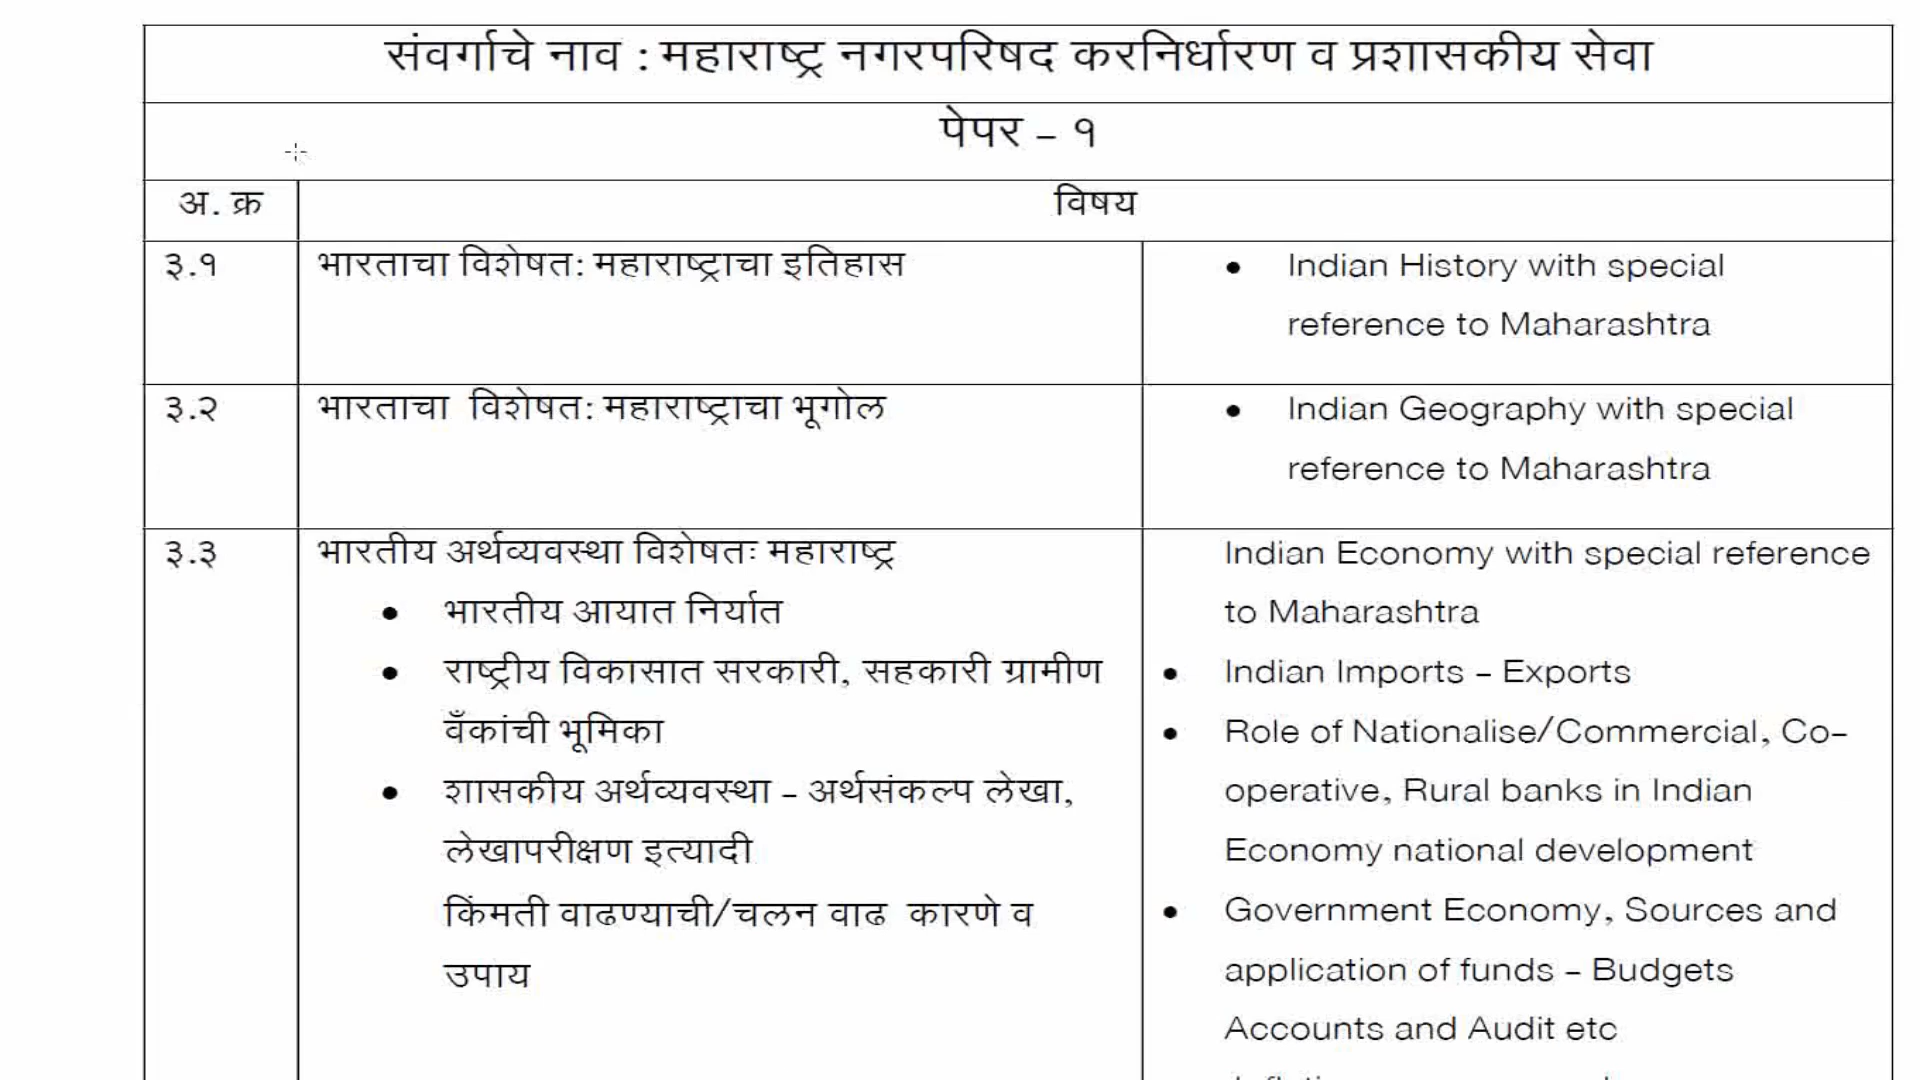 संवर्गाचे नाव : महाराष्ट्र नगरपरिषद करनिर्धारण व प्रशासकीय सेवा
पेपर – १
अ. क्र
विषय
३.१
भारताचा विशेषत: महाराष्ट्राचा इतिहास
• Indian History with special
reference to Maharashtra
३.२
भारताचा विशेषत: महाराष्ट्राचा भूगोल
• Indian Geography with special
reference to Maharashtra
३.३
भारतीय अर्थव्यवस्था विशेषतः महाराष्ट्र
• भारतीय आयात निर्यात
• राष्ट्रीय विकासात सरकारी, सहकारी ग्रामीण
वँकांची भूमिका
• शासकीय अर्थव्यवस्था – अर्थसंकल्प लेखा,
लेखापरीक्षण इत्यादी
किंमती वाढण्याची/चलन वाढ कारणे व
उपाय
Indian Economy with special reference
to Maharashtra
• Indian Imports – Exports
• Role of Nationalise/Commercial, Co–
operative, Rural banks in Indian
Economy national development
• Government Economy, Sources and
application of funds – Budgets
Accounts and Audit etc